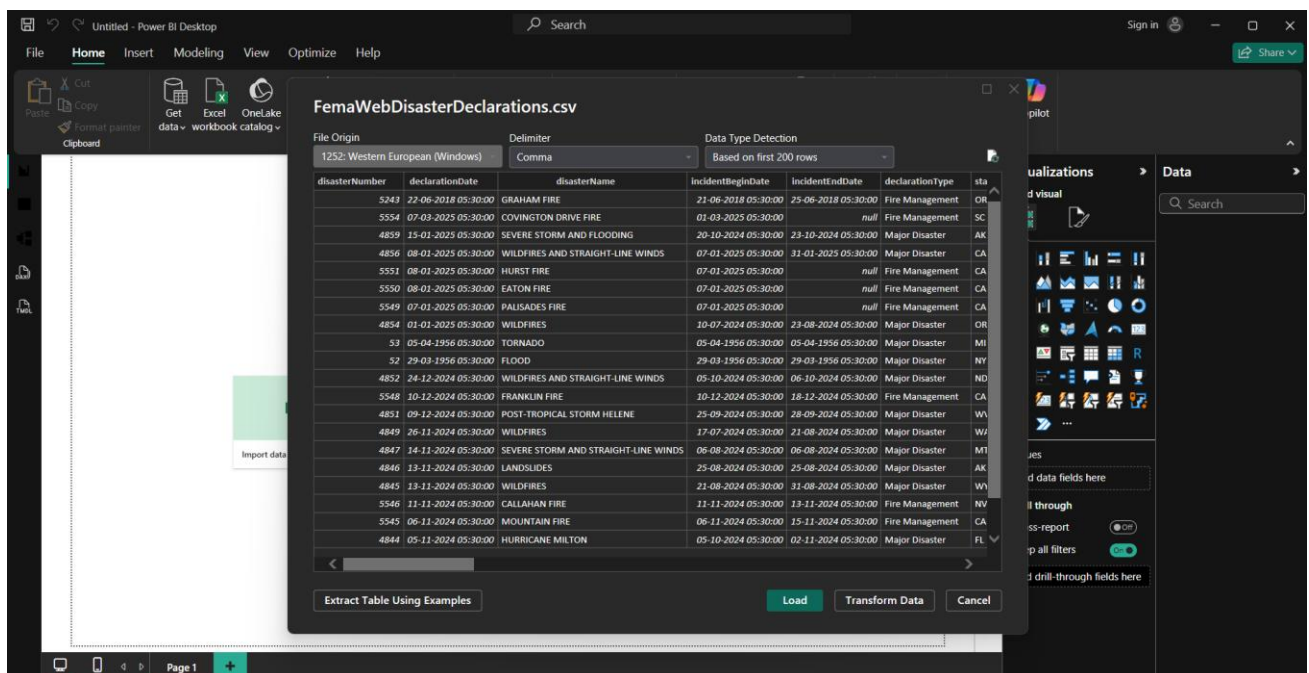 Untitled - Power BI Desktop
Search
Sign in
File Home Insert Modeling View Optimize Help
Share
Paste
Cut
Copy
Format painter
Clipboard
Get data
Excel workbook
OneLake catalog
pilot
FemaWebDisasterDeclarations.csv
File Origin Delimiter Data Type Detection
1252: Western European (Windows) Comma Based on first 200 rows
disasterNumber declarationDate disasterName incidentBeginDate incidentEndDate declarationType sta
5243 22-06-2018 05:30:00 GRAHAM FIRE 21-06-2018 05:30:00 25-06-2018 05:30:00 Fire Management OR
5554 07-03-2025 05:30:00 COVINGTON DRIVE FIRE 01-03-2025 05:30:00 null Fire Management SC
4859 15-01-2025 05:30:00 SEVERE STORM AND FLOODING 20-10-2024 05:30:00 23-10-2024 05:30:00 Major Disaster AK
4856 08-01-2025 05:30:00 WILDFIRES AND STRAIGHT-LINE WINDS 07-01-2025 05:30:00 31-01-2025 05:30:00 Major Disaster CA
5551 08-01-2025 05:30:00 HURST FIRE 07-01-2025 05:30:00 null Fire Management CA
5550 08-01-2025 05:30:00 EATON FIRE 07-01-2025 05:30:00 null Fire Management CA
5549 07-01-2025 05:30:00 PALISADES FIRE 07-01-2025 05:30:00 null Fire Management CA
4854 01-01-2025 05:30:00 WILDFIRES 10-07-2024 05:30:00 23-08-2024 05:30:00 Major Disaster OR
53 05-04-1956 05:30:00 TORNADO 05-04-1956 05:30:00 05-04-1956 05:30:00 Major Disaster MI
52 29-03-1956 05:30:00 FLOOD 29-03-1956 05:30:00 29-03-1956 05:30:00 Major Disaster NY
4852 24-12-2024 05:30:00 WILDFIRES AND STRAIGHT-LINE WINDS 05-10-2024 05:30:00 06-10-2024 05:30:00 Major Disaster ND
5548 10-12-2024 05:30:00 FRANKLIN FIRE 10-12-2024 05:30:00 18-12-2024 05:30:00 Fire Management CA
4851 09-12-2024 05:30:00 POST-TROPICAL STORM HELENE 25-09-2024 05:30:00 28-09-2024 05:30:00 Major Disaster
4849 26-11-2024 05:30:00 WILDFIRES 17-07-2024 05:30:00 21-08-2024 05:30:00 Major Disaster WA
4847 14-11-2024 05:30:00 SEVERE STORM AND STRAIGHT-LINE WINDS 06-08-2024 05:30:00 06-08-2024 05:30:00 Major Disaster MT
4846 13-11-2024 05:30:00 LANDSLIDES 25-08-2024 05:30:00 25-08-2024 05:30:00 Major Disaster AK
4845 13-11-2024 05:30:00 WILDFIRES 21-08-2024 05:30:00 31-08-2024 05:30:00 Major Disaster WY
5546 11-11-2024 05:30:00 CALLAHAN FIRE 11-11-2024 05:30:00 13-11-2024 05:30:00 Fire Management NV
5545 06-11-2024 05:30:00 MOUNTAIN FIRE 06-11-2024 05:30:00 15-11-2024 05:30:00 Fire Management CA
4844 05-11-2024 05:30:00 HURRICANE MILTON 05-10-2024 05:30:00 02-11-2024 05:30:00 Major Disaster FL
Extract Table Using Examples Load Transform Data Cancel
Import data
ualizations
d visual
R
ues
d data fields here
ll through
ss-report Off
p all filters On
d drill-through fields here
Data
Search
DAX
TMDL
Page 1